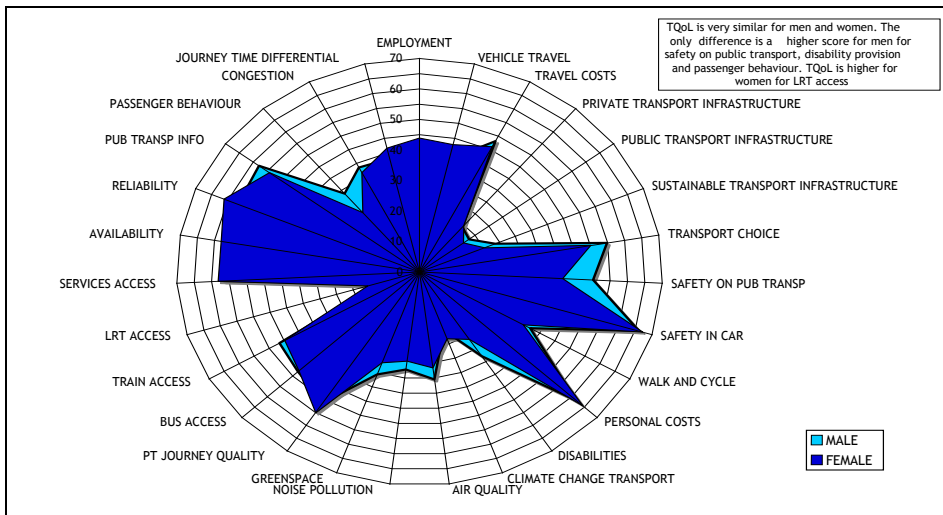 TQoL is very similar for men and women. The
only difference is a higher score for men for
safety on public transport, disability provision
and passenger behaviour. TQoL is higher for
women for LRT access
EMPLOYMENT
VEHICLE TRAVEL
TRAVEL COSTS
PRIVATE TRANSPORT INFRASTRUCTURE
PUBLIC TRANSPORT INFRASTRUCTURE
SUSTAINABLE TRANSPORT INFRASTRUCTURE
TRANSPORT CHOICE
SAFETY ON PUB TRANSP
SAFETY IN CAR
WALK AND CYCLE
PERSONAL COSTS
DISABILITIES
CLIMATE CHANGE TRANSPORT
AIR QUALITY
NOISE POLLUTION
GREENSPACE
PT JOURNEY QUALITY
BUS ACCESS
TRAIN ACCESS
LRT ACCESS
SERVICES ACCESS
AVAILABILITY
RELIABILITY
PUB TRANSP INFO
PASSENGER BEHAVIOUR
CONGESTION
JOURNEY TIME DIFFERENTIAL
70
60
50
40
30
20
10
0
MALE
FEMALE